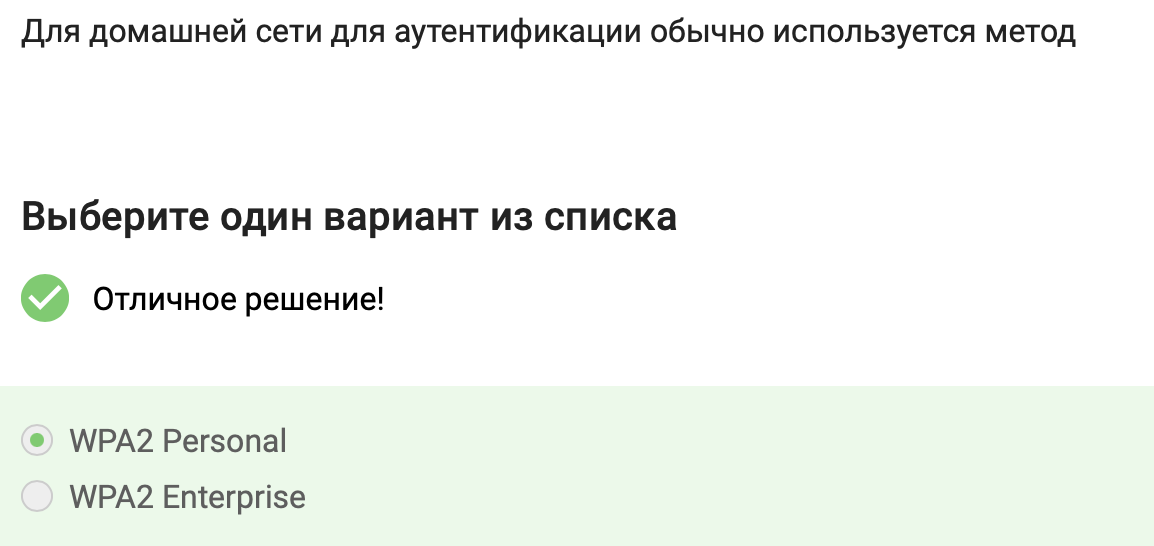 Для домашней сети для аутентификации обычно используется метод
Выберите один вариант из списка
Отличное решение!
WPA2 Personal
WPA2 Enterprise